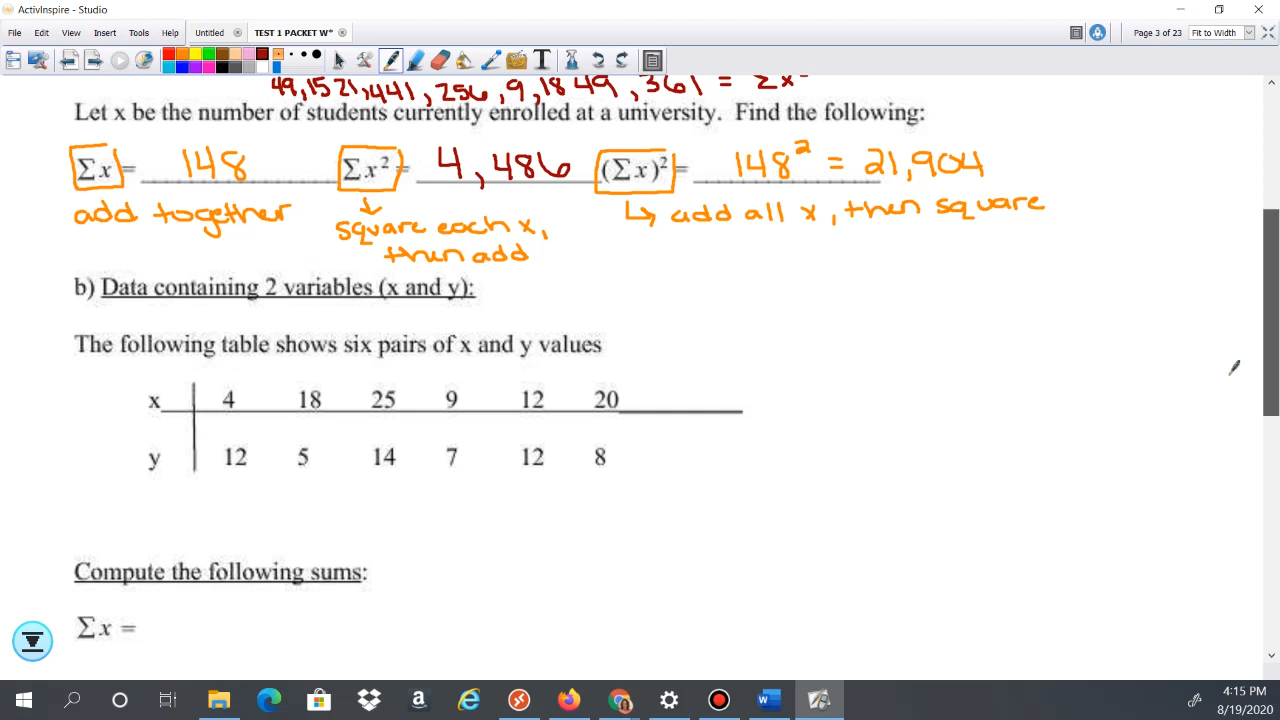 ActivInspire - Studio
File Edit View Insert Tools Help Untitled TEST 1 PACKET W* Page 3 of 23 Fit to Width
49, 1521, 441, 256, 9, 1849, 361 = Σx
Let x be the number of students currently enrolled at a university. Find the following:
Σx = 148 Σx² = 4,486 (Σx)² = 148² = 21,904
add together square each x, then add ↳ add all x, then square
b) Data containing 2 variables (x and y):
The following table shows six pairs of x and y values
x 4 18 25 9 12 20
y 12 5 14 7 12 8
Compute the following sums:
Σx =
4:15 PM
8/19/2020